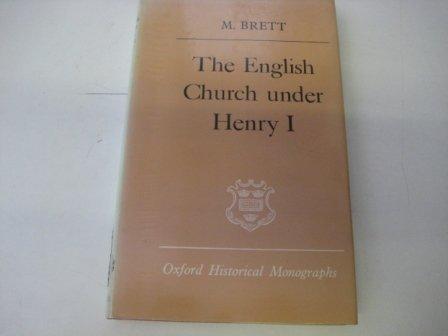 M. BRETT
The English
Church under
Henry I
Oxford Historical Monographs